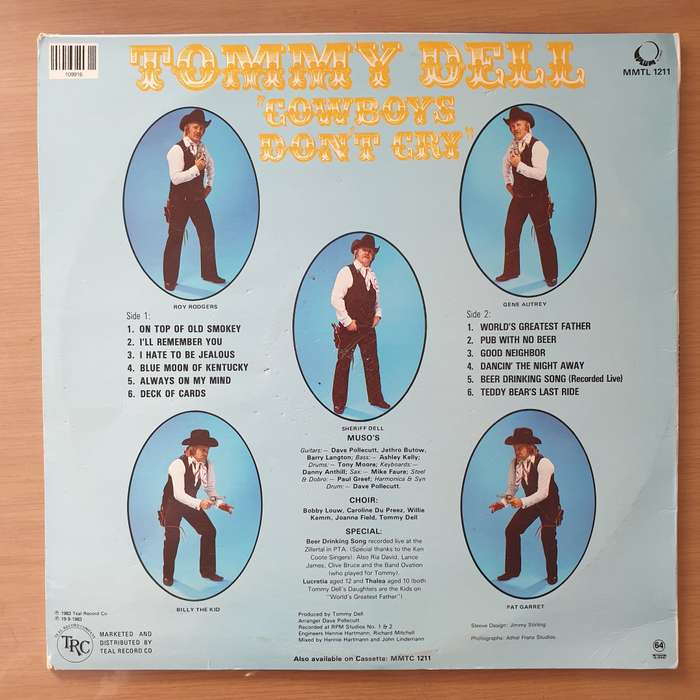 109916
PLUM
MMTL 1211
TOMMY DELL
"COWBOYS
DON'T CRY"
ROY RODGERS
GENE AUTREY
Side 1:
1. ON TOP OF OLD SMOKEY
2. I'LL REMEMBER YOU
3. I HATE TO BE JEALOUS
4. BLUE MOON OF KENTUCKY
5. ALWAYS ON MY MIND
6. DECK OF CARDS
Side 2:
1. WORLD'S GREATEST FATHER
2. PUB WITH NO BEER
3. GOOD NEIGHBOR
4. DANCIN' THE NIGHT AWAY
5. BEER DRINKING SONG (Recorded Live)
6. TEDDY BEAR'S LAST RIDE
SHERIFF DELL
MUSO'S
Guitars:– Dave Pollecutt, Jethro Butow,
Barry Langton; Bass:– Ashley Kelly;
Drums:– Tony Moore; Keyboards:–
Danny Anthill; Sax:– Mike Faure; Steel
& Dobro:– Paul Greef; Harmonica & Syn
Drum:– Dave Pollecutt.
CHOIR:
Bobby Louw, Caroline Du Preez, Willie
Kemm, Joanna Field, Tommy Dell
SPECIAL:
Beer Drinking Song recorded live at the
Zillertal in PTA. (Special thanks to the Ken
Coote Singers). Also Ria David, Lance
James, Clive Bruce and the Band Ovation
(who played for Tommy).
Lucretia aged 12 and Thalea aged 10 (both
Tommy Dell's Daughters are the Kids on
"World's Greatest Father")
BILLY THE KID
PAT GARRET
℗ 1983 Teal Record Co
© 19-9-1983
TRC
MARKETED AND
DISTRIBUTED BY
TEAL RECORD CO
Produced by Tommy Dell
Arranger Dave Pollecutt
Recorded at RPM Studios No. 1 & 2
Engineers Hennie Hartmann, Richard Mitchell
Mixed by Hennie Hartmann and John Lindemann
Also available on Cassette: MMTC 1211
Sleeve Design: Jimmy Stirling
Photographs: Athol Franz Studios
64